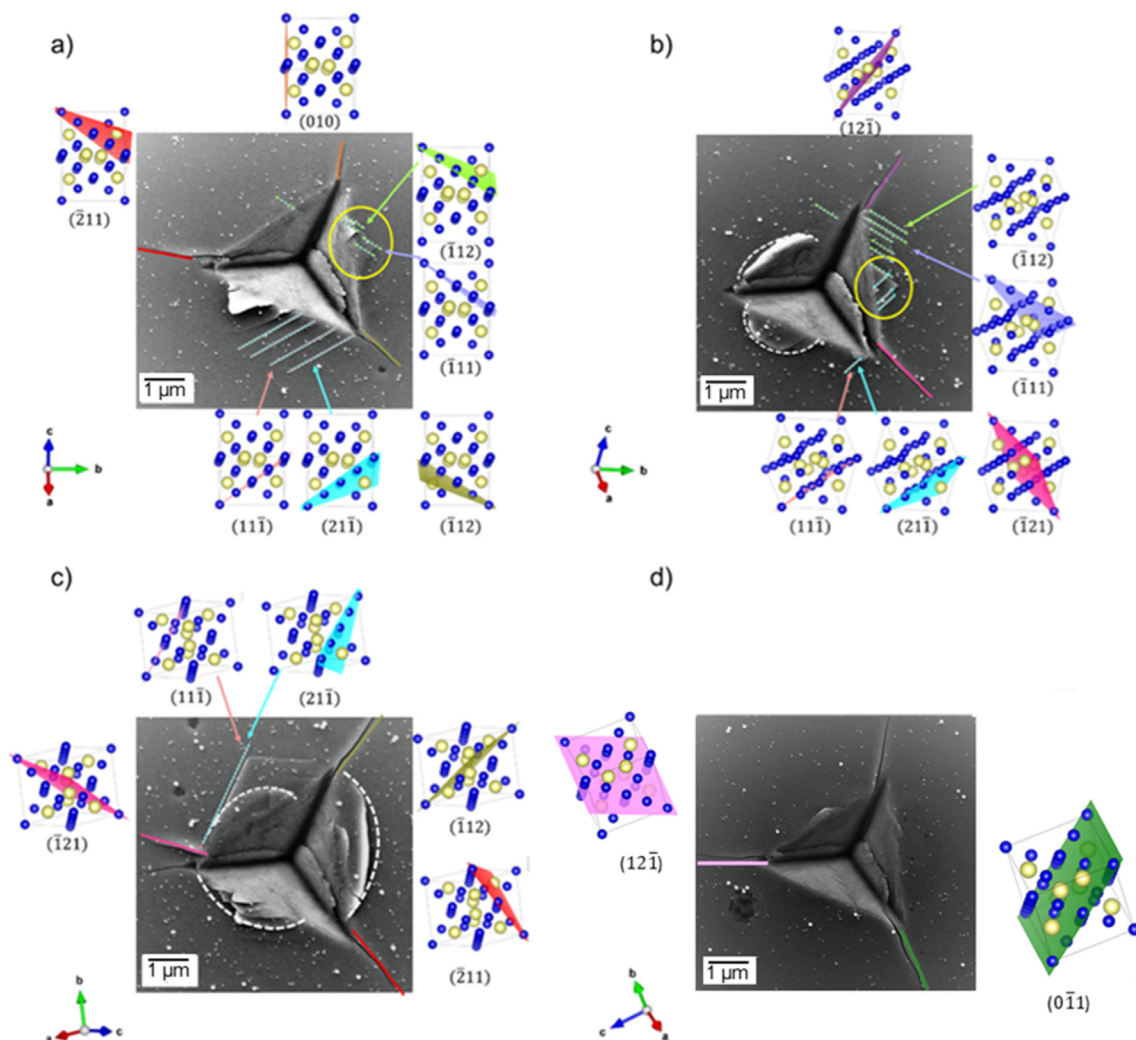 a)
(010)
(2̄11)
(1̄12)
(1̄11)
1 μm
c
b
a
(111̄)
(211̄)
(1̄12)
b)
(121̄)
(1̄12)
(1̄11)
1 μm
c
b
a
(111̄)
(211̄)
(1̄21)
c)
(111̄)
(211̄)
(1̄21)
(1̄12)
(2̄11)
1 μm
b
a
c
d)
(121̄)
(01̄1)
1 μm
b
c
a